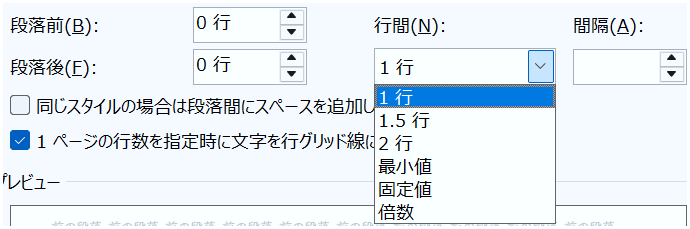 段落前(B): 0 行 行間(N): 間隔(A):
段落後(F): 0 行 1 行
1 行
同じスタイルの場合は段落間にスペースを追加し
1.5 行
1 ページの行数を指定時に文字を行グリッド線に
2 行
最小値
プレビュー
固定値
倍数